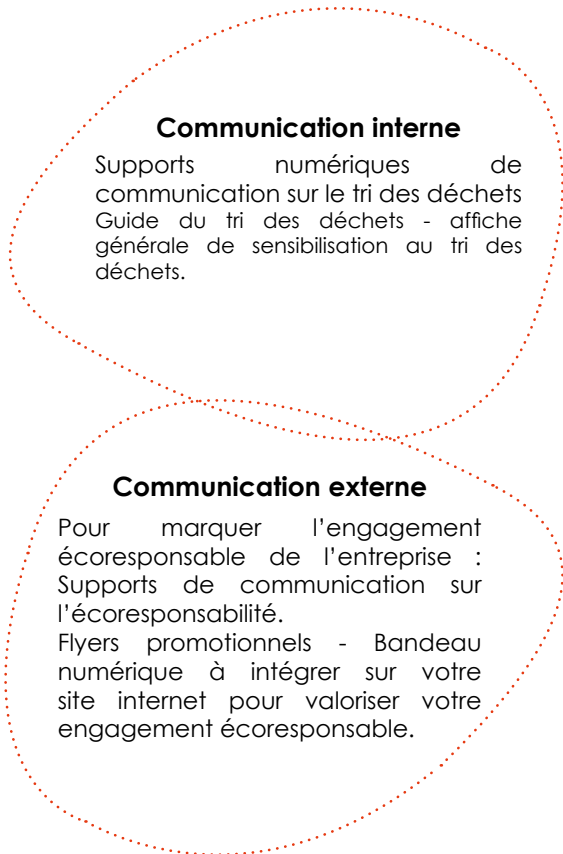 Communication interne
Supports numériques de
communication sur le tri des déchets
Guide du tri des déchets - affiche
générale de sensibilisation au tri des
déchets.
Communication externe
Pour marquer l’engagement
écoresponsable de l’entreprise :
Supports de communication sur
l’écoresponsabilité.
Flyers promotionnels - Bandeau
numérique à intégrer sur votre
site internet pour valoriser votre
engagement écoresponsable.